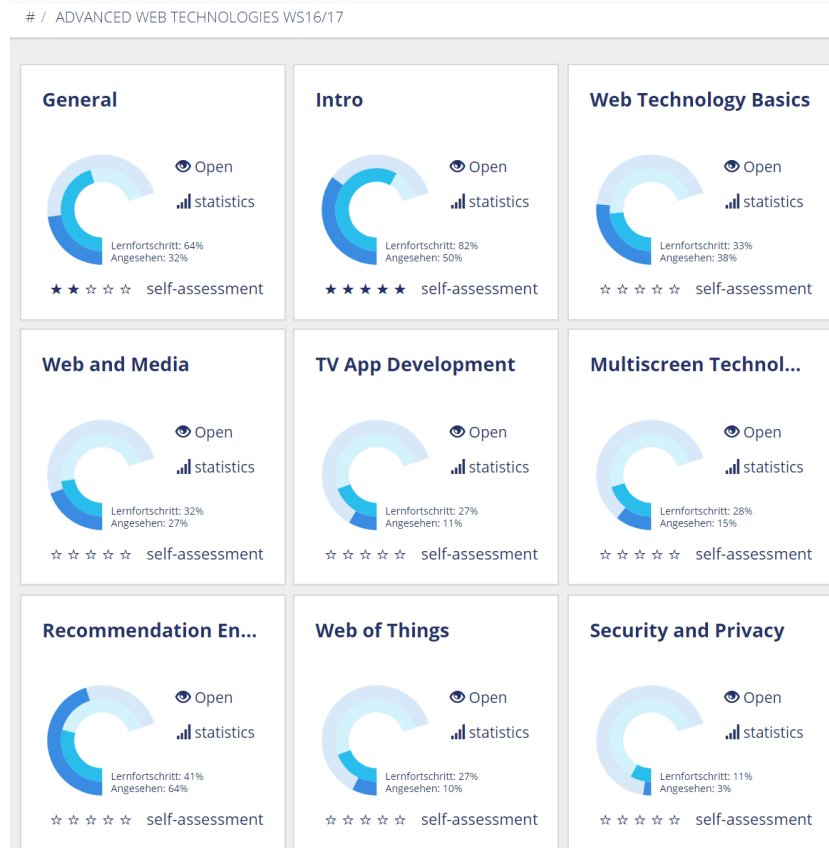 # / ADVANCED WEB TECHNOLOGIES WS16/17
General
Open
statistics
Lernfortschritt: 64%
Angesehen: 32%
self-assessment
Intro
Open
statistics
Lernfortschritt: 82%
Angesehen: 50%
self-assessment
Web Technology Basics
Open
statistics
Lernfortschritt: 33%
Angesehen: 38%
self-assessment
Web and Media
Open
statistics
Lernfortschritt: 32%
Angesehen: 27%
self-assessment
TV App Development
Open
statistics
Lernfortschritt: 27%
Angesehen: 11%
self-assessment
Multiscreen Technol...
Open
statistics
Lernfortschritt: 28%
Angesehen: 15%
self-assessment
Recommendation En...
Open
statistics
Lernfortschritt: 41%
Angesehen: 64%
self-assessment
Web of Things
Open
statistics
Lernfortschritt: 27%
Angesehen: 10%
self-assessment
Security and Privacy
Open
statistics
Lernfortschritt: 11%
Angesehen: 3%
self-assessment